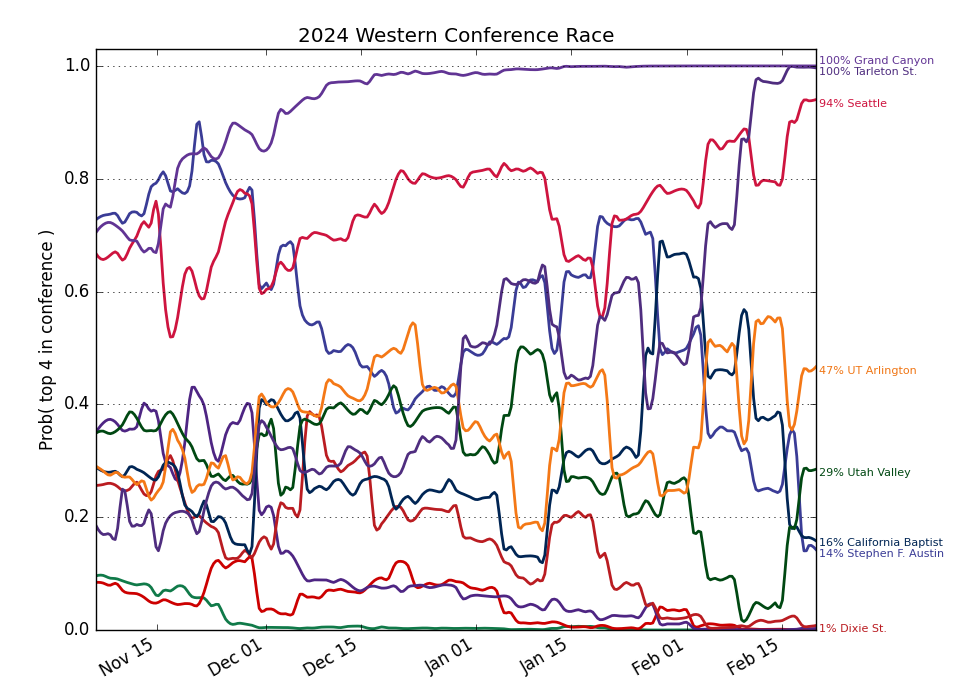 2024 Western Conference Race
Prob( top 4 in conference )
1.0
0.8
0.6
0.4
0.2
0.0
Nov 15
Dec 01
Dec 15
Jan 01
Jan 15
Feb 01
Feb 15
100% Grand Canyon
100% Tarleton St.
94% Seattle
47% UT Arlington
29% Utah Valley
16% California Baptist
14% Stephen F. Austin
1% Dixie St.